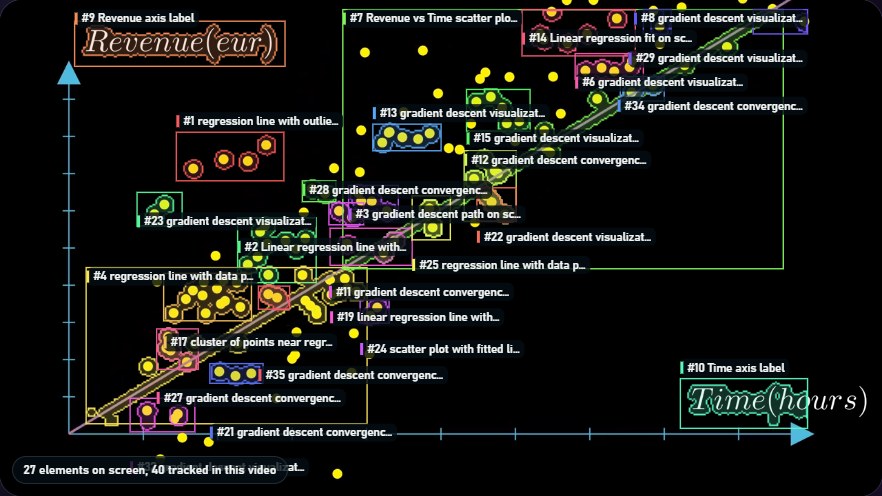 #9 Revenue axis label
#7 Revenue vs Time scatter plo...
#8 gradient descent visualizat...
Revenue(eur)
#14 Linear regression fit on sc...
#29 gradient descent visualizat...
#6 gradient descent visualizat...
#34 gradient descent convergenc...
#1 regression line with outlie...
#13 gradient descent visualizat...
#15 gradient descent visualizat...
#12 gradient descent convergenc...
#28 gradient descent convergenc...
#3 gradient descent path on sc...
#23 gradient descent visualizat...
#22 gradient descent visualizat...
#2 Linear regression line with...
#25 regression line with data p...
#4 regression line with data p...
#11 gradient descent convergenc...
#19 linear regression line with...
#17 cluster of points near regr...
#24 scatter plot with fitted li...
#10 Time axis label
#35 gradient descent convergenc...
#27 gradient descent convergenc...
Time(hours)
#21 gradient descent convergenc...
27 elements on screen, 40 tracked in this video